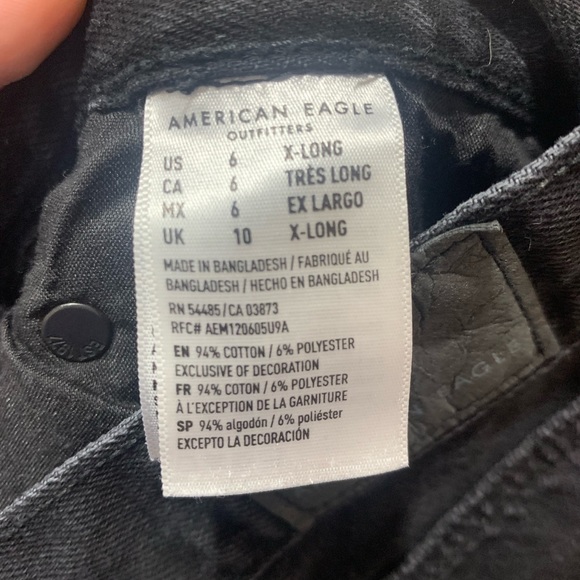 AMERICAN EAGLE
OUTFITTERS
US 6 X-LONG
CA 6 TRÈS LONG
MX 6 EX LARGO
UK 10 X-LONG
MADE IN BANGLADESH / FABRIQUÉ AU
BANGLADESH / HECHO EN BANGLADESH
RN 54485/CA 03873
RFC# AEM120605U9A
EN 94% COTTON / 6% POLYESTER
EXCLUSIVE OF DECORATION
FR 94% COTON / 6% POLYESTER
À L'EXCEPTION DE LA GARNITURE
SP 94% algodón / 6% poliéster
EXCEPTO LA DECORACIÓN
EAGLE